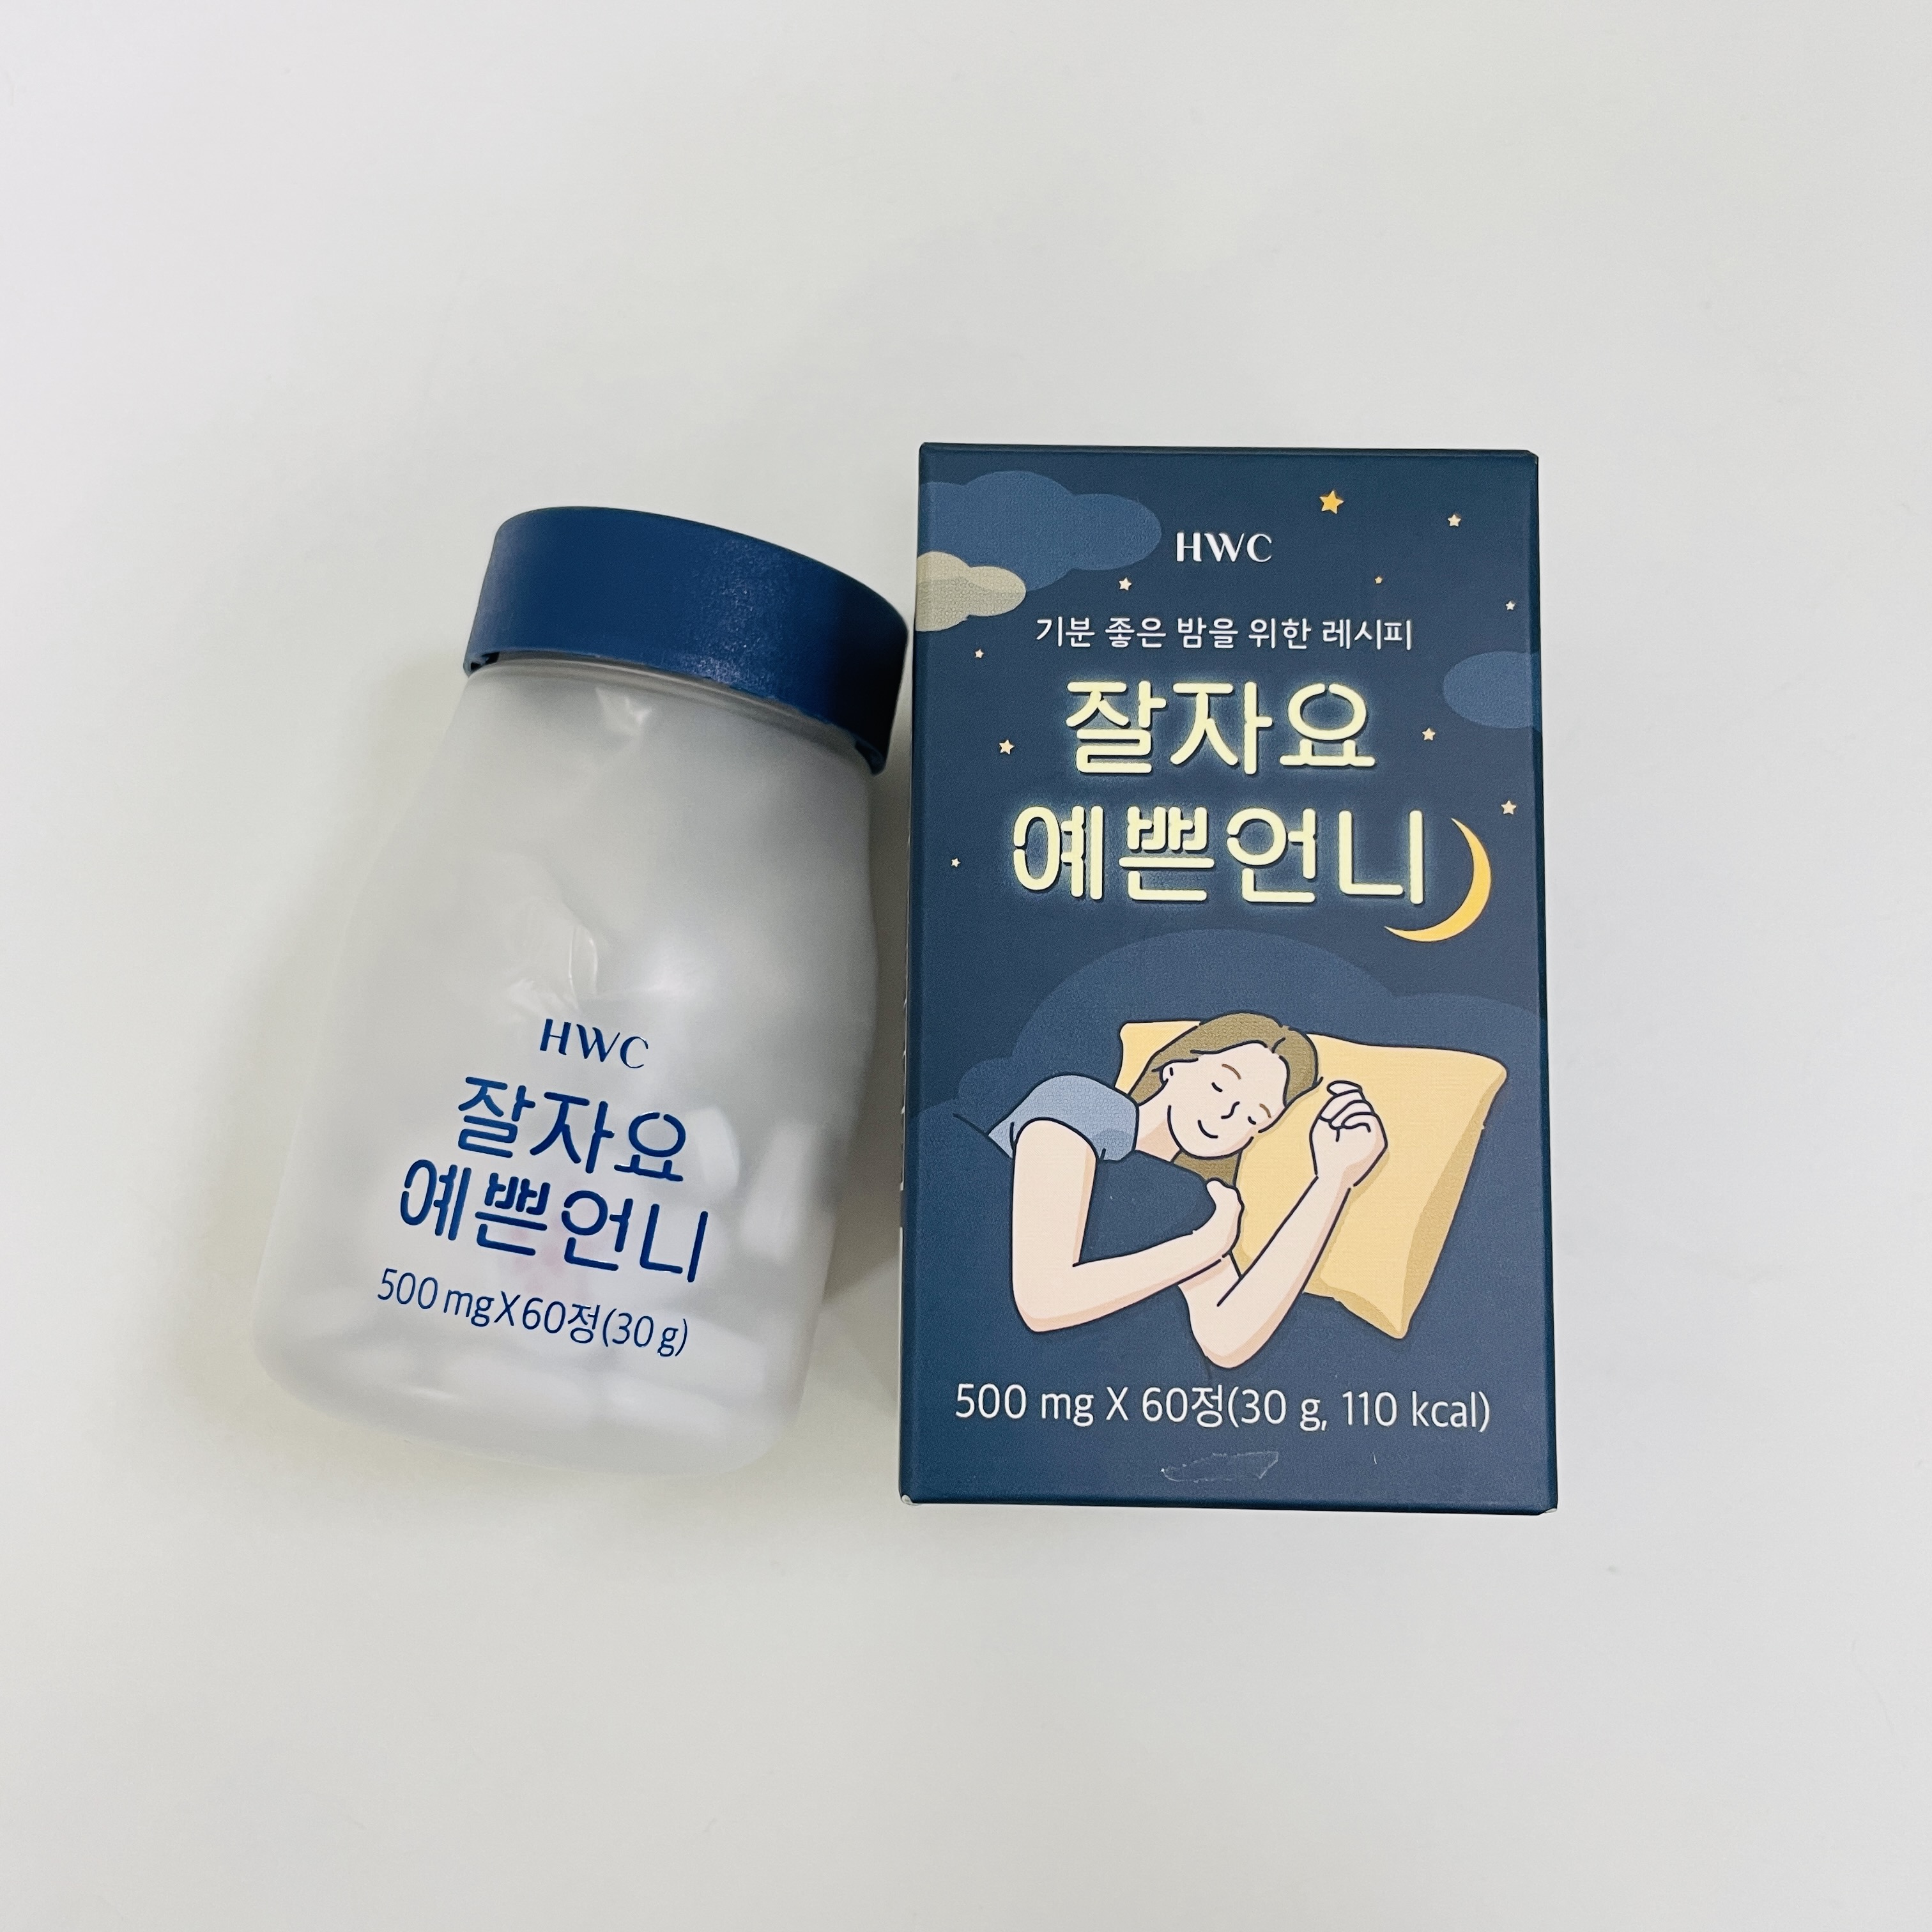 HWC
잘자요
예쁜언니
500 mg X 60정(30 g)
HWC
기분 좋은 밤을 위한 레시피
잘자요
예쁜언니
500 mg X 60정(30 g, 110 kcal)